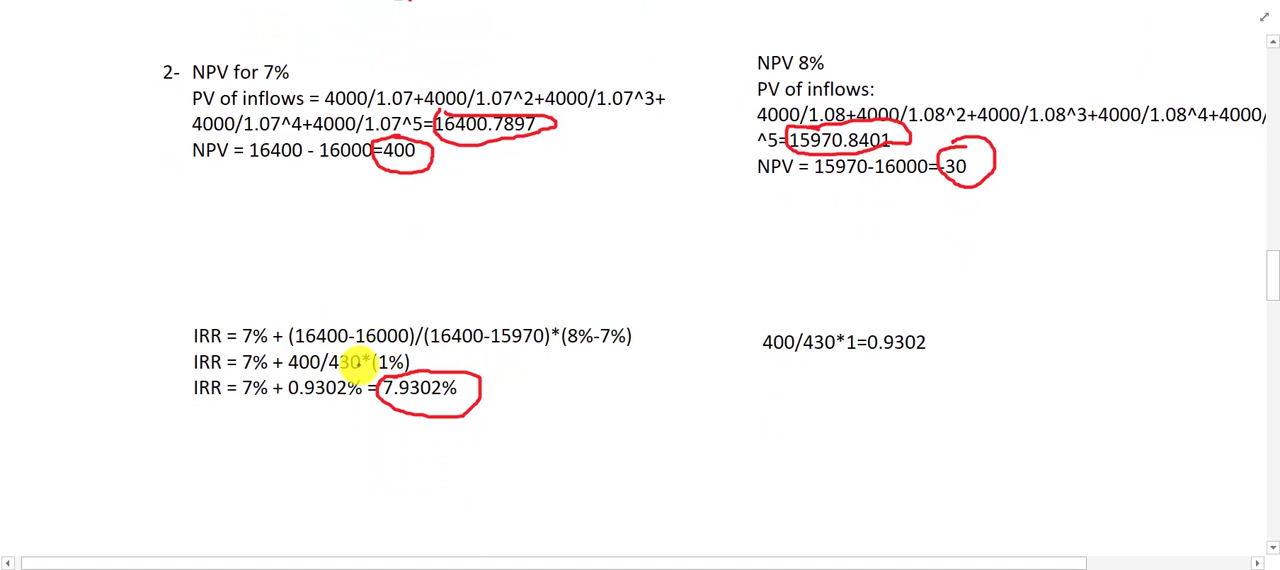 2- NPV for 7%
PV of inflows = 4000/1.07+4000/1.07^2+4000/1.07^3+
4000/1.07^4+4000/1.07^5=16400.7897
NPV = 16400 - 16000=400
NPV 8%
PV of inflows:
4000/1.08+4000/1.08^2+4000/1.08^3+4000/1.08^4+4000/
^5=15970.8401
NPV = 15970-16000=-30
IRR = 7% + (16400-16000)/(16400-15970)*(8%-7%)
IRR = 7% + 400/430*(1%)
IRR = 7% + 0.9302% = 7.9302%
400/430*1=0.9302